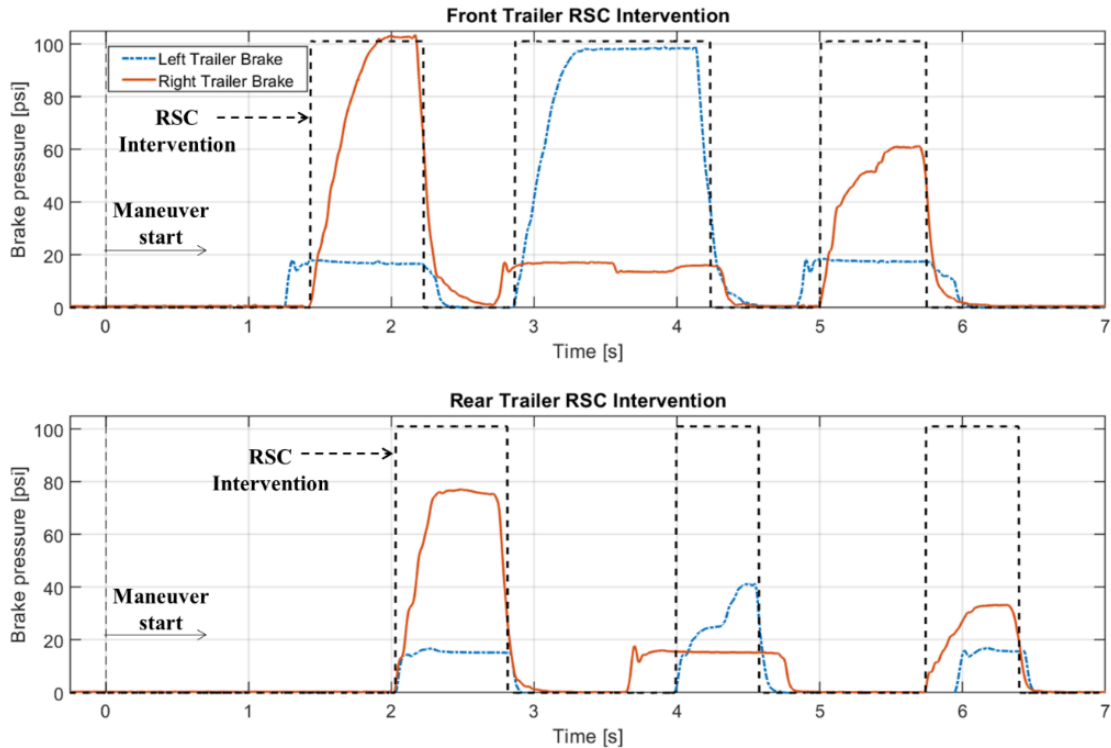 Front Trailer RSC Intervention
Left Trailer Brake
Right Trailer Brake
RSC
Intervention
Maneuver
start
Brake pressure [psi]
100
80
60
40
20
0
0 1 2 3 4 5 6 7
Time [s]
Rear Trailer RSC Intervention
RSC
Intervention
Maneuver
start
Brake pressure [psi]
100
80
60
40
20
0
0 1 2 3 4 5 6 7
Time [s]